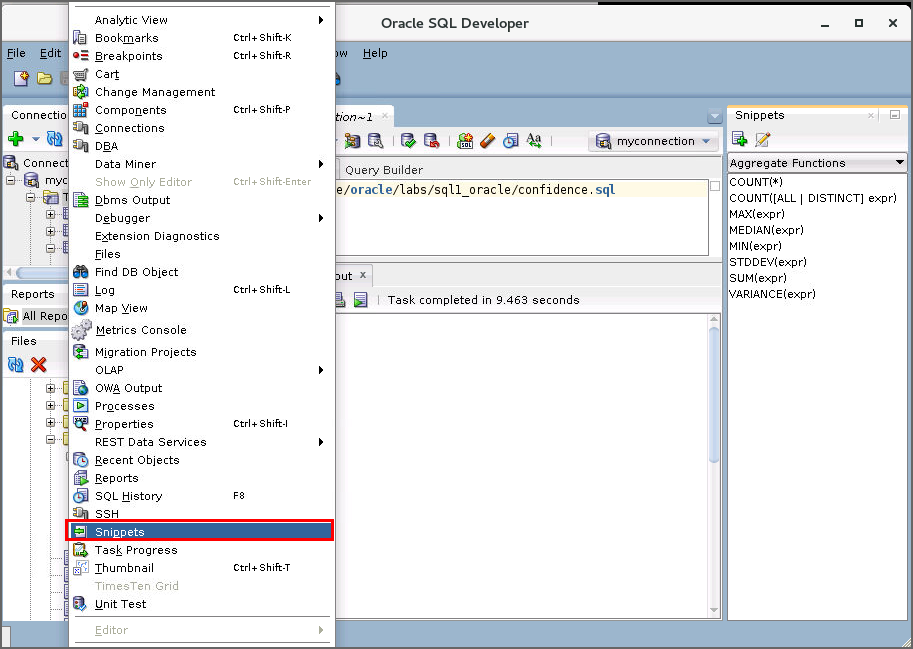 Oracle SQL Developer
File Edit
Help
Analytic View
Bookmarks Ctrl+Shift-K
Breakpoints Ctrl+Shift-R
Cart
Change Management
Components Ctrl+Shift-P
Connections
DBA
Data Miner
Show Only Editor Ctrl+Shift-Enter
Dbms Output
Debugger
Extension Diagnostics
Files
Find DB Object
Log Ctrl+Shift-L
Map View
Metrics Console
Migration Projects
OLAP
OWA Output
Processes
Properties Ctrl+Shift-I
REST Data Services
Recent Objects
Reports
SQL History F8
SSH
Snippets
Task Progress
Thumbnail Ctrl+Shift-T
TimesTen Grid
Unit Test
Editor
Connectio
Connect
myc
T
Reports
All Repo
Files
ow
tion~1
myconnection
Query Builder
e/oracle/labs/sql1_oracle/confidence.sql
out x
Task completed in 9.463 seconds
Snippets
Aggregate Functions
COUNT(*)
COUNT([ALL | DISTINCT] expr)
MAX(expr)
MEDIAN(expr)
MIN(expr)
STDDEV(expr)
SUM(expr)
VARIANCE(expr)